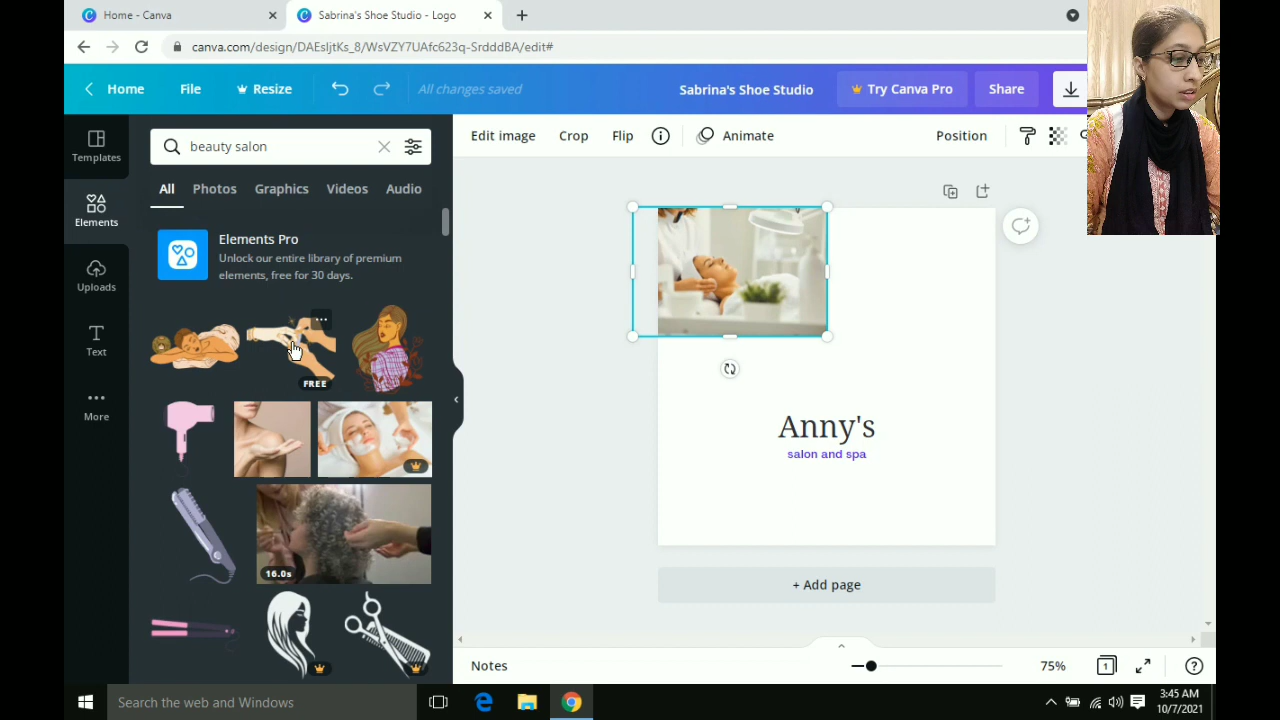 Home - Canva
Sabrina's Shoe Studio - Logo
canva.com/design/DAEsIjtKs_8/WsVZY7UAfc623q-SrdddBA/edit#
Home
File
Resize
All changes saved
Sabrina's Shoe Studio
Try Canva Pro
Share
Templates
Elements
Uploads
Text
More
beauty salon
All
Photos
Graphics
Videos
Audio
Elements Pro
Unlock our entire library of premium
elements, free for 30 days.
FREE
16.0s
Edit image
Crop
Flip
Animate
Position
Anny's
salon and spa
+ Add page
Notes
75%
1
Search the web and Windows
3:45 AM
10/7/2021